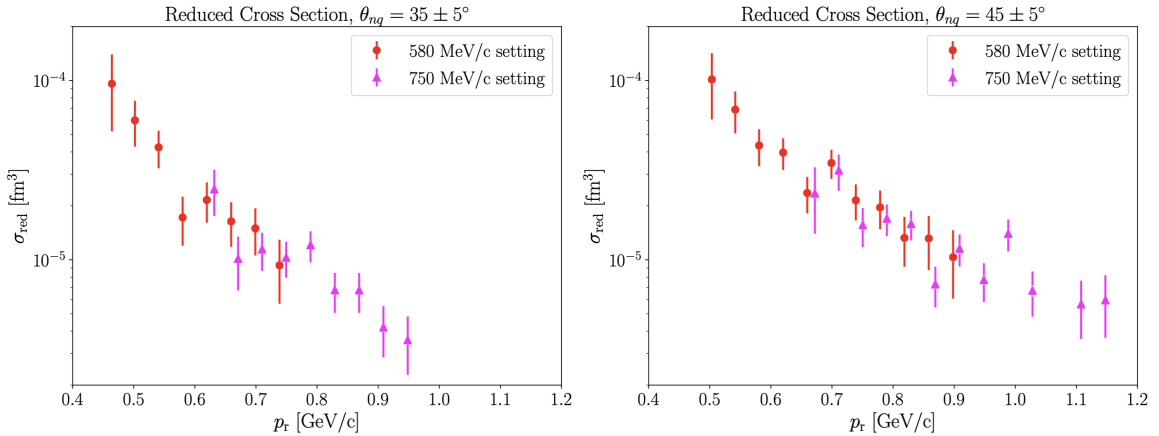 Reduced Cross Section, θnq = 35 ± 5°
580 MeV/c setting
750 MeV/c setting
10⁻⁴
10⁻⁵
σred [fm³]
0.4 0.5 0.6 0.7 0.8 0.9 1.0 1.1 1.2
pr [GeV/c]
Reduced Cross Section, θnq = 45 ± 5°
580 MeV/c setting
750 MeV/c setting
10⁻⁴
10⁻⁵
σred [fm³]
0.4 0.5 0.6 0.7 0.8 0.9 1.0 1.1 1.2
pr [GeV/c]